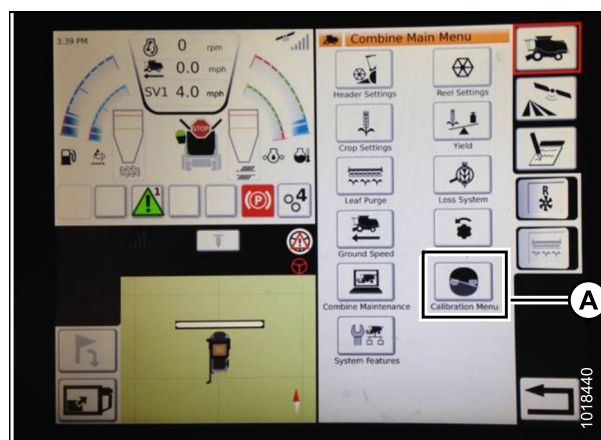 3:39 PM
0 rpm
0.0 mph
SV1 4.0 mph
STOP
1
(P)
4
Combine Main Menu
Header Settings
Reel Settings
Crop Settings
Yield
Leaf Purge
Loss System
Ground Speed
Combine Maintenance
Calibration Menu
System Features
R
A
1018440